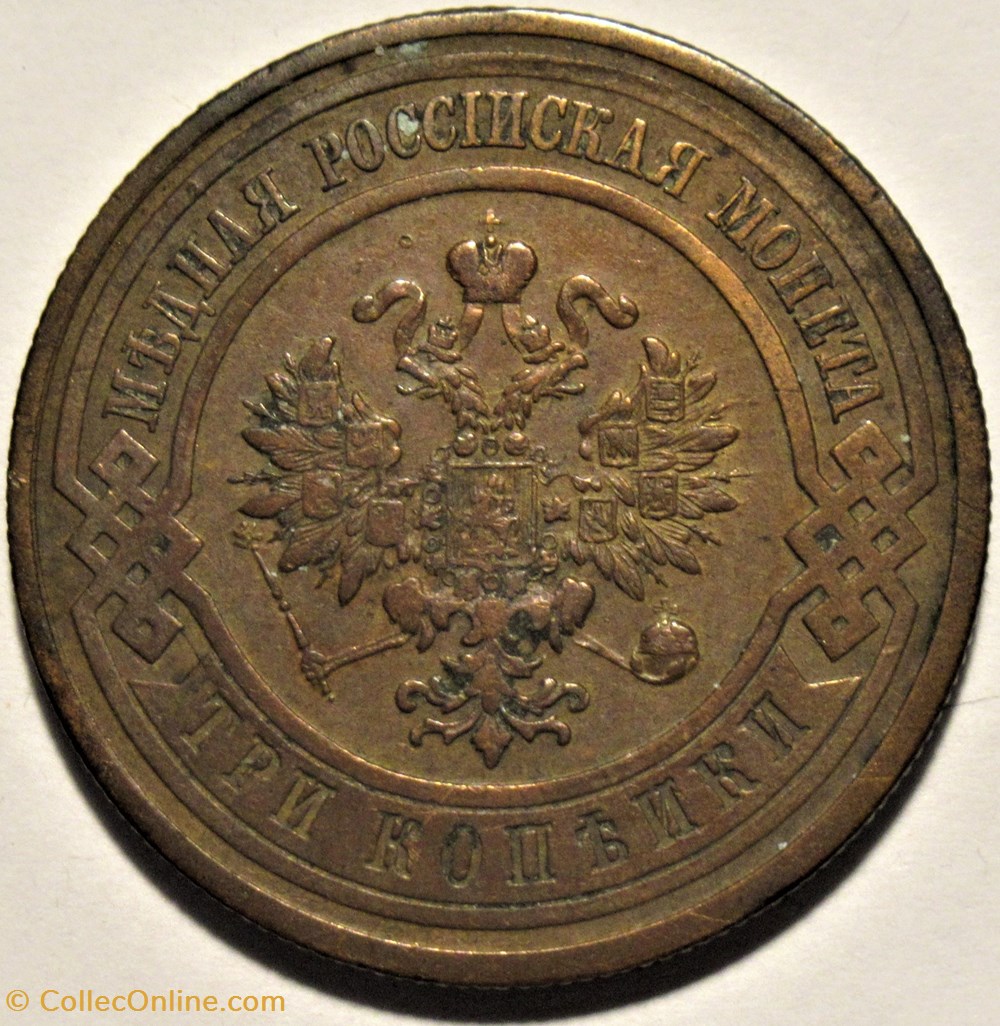 МѢДНАЯ РОССІЙСКАЯ МОНЕТА
ТРИ КОПѢЙКИ
© CollecOnline.com